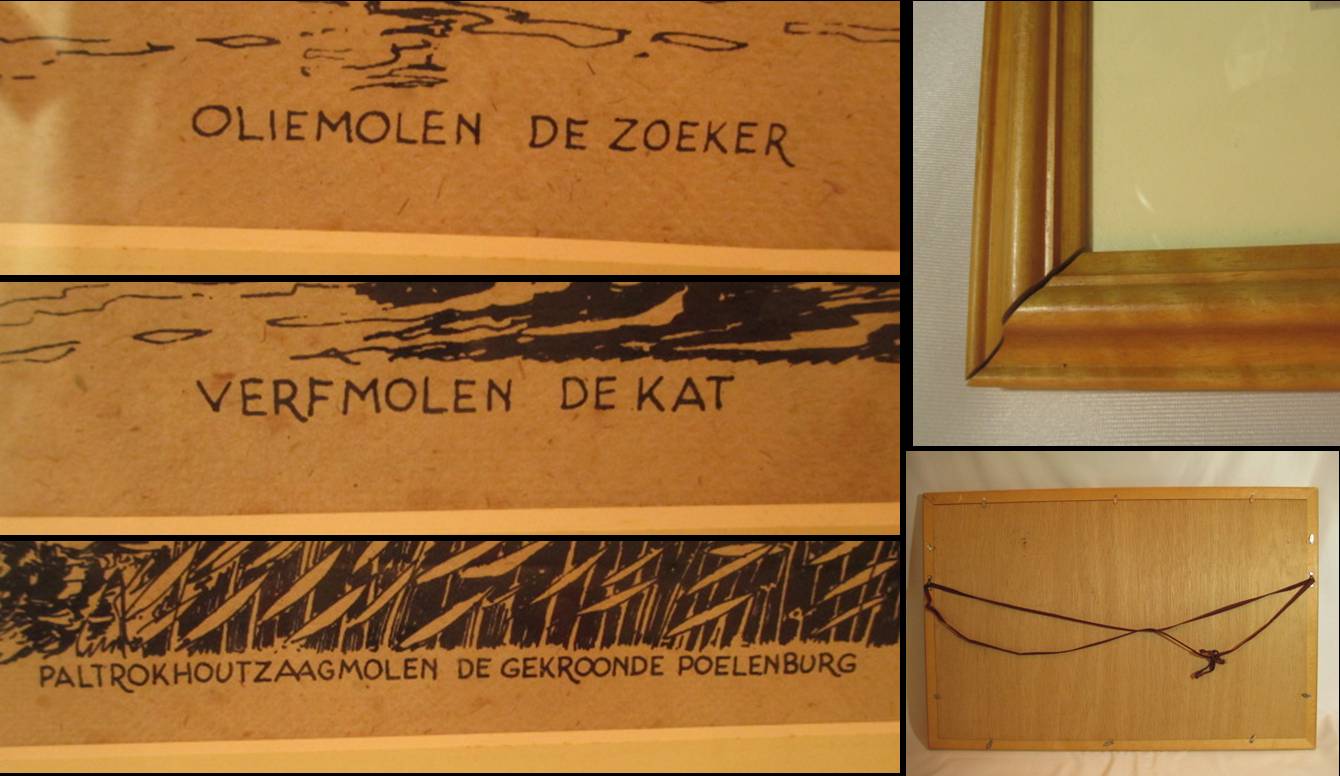 OLIEMOLEN DE ZOEKER
VERFMOLEN DE KAT
PALTROKHOUTZAAGMOLEN DE GEKROONDE POELENBURG